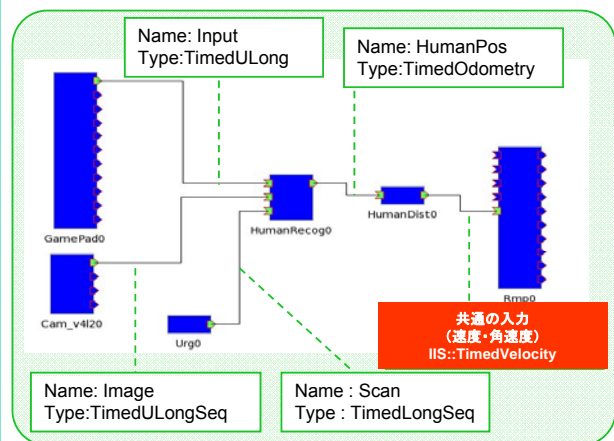 Name: Input
Type:TimedULong
Name: HumanPos
Type:TimedOdometry
GamePad0
HumanRecog0
HumanDist0
Rmp0
Cam_v4l20
Urg0
共通の入力
(速度・角速度)
IIS::TimedVelocity
Name: Image
Type:TimedULongSeq
Name : Scan
Type : TimedLongSeq